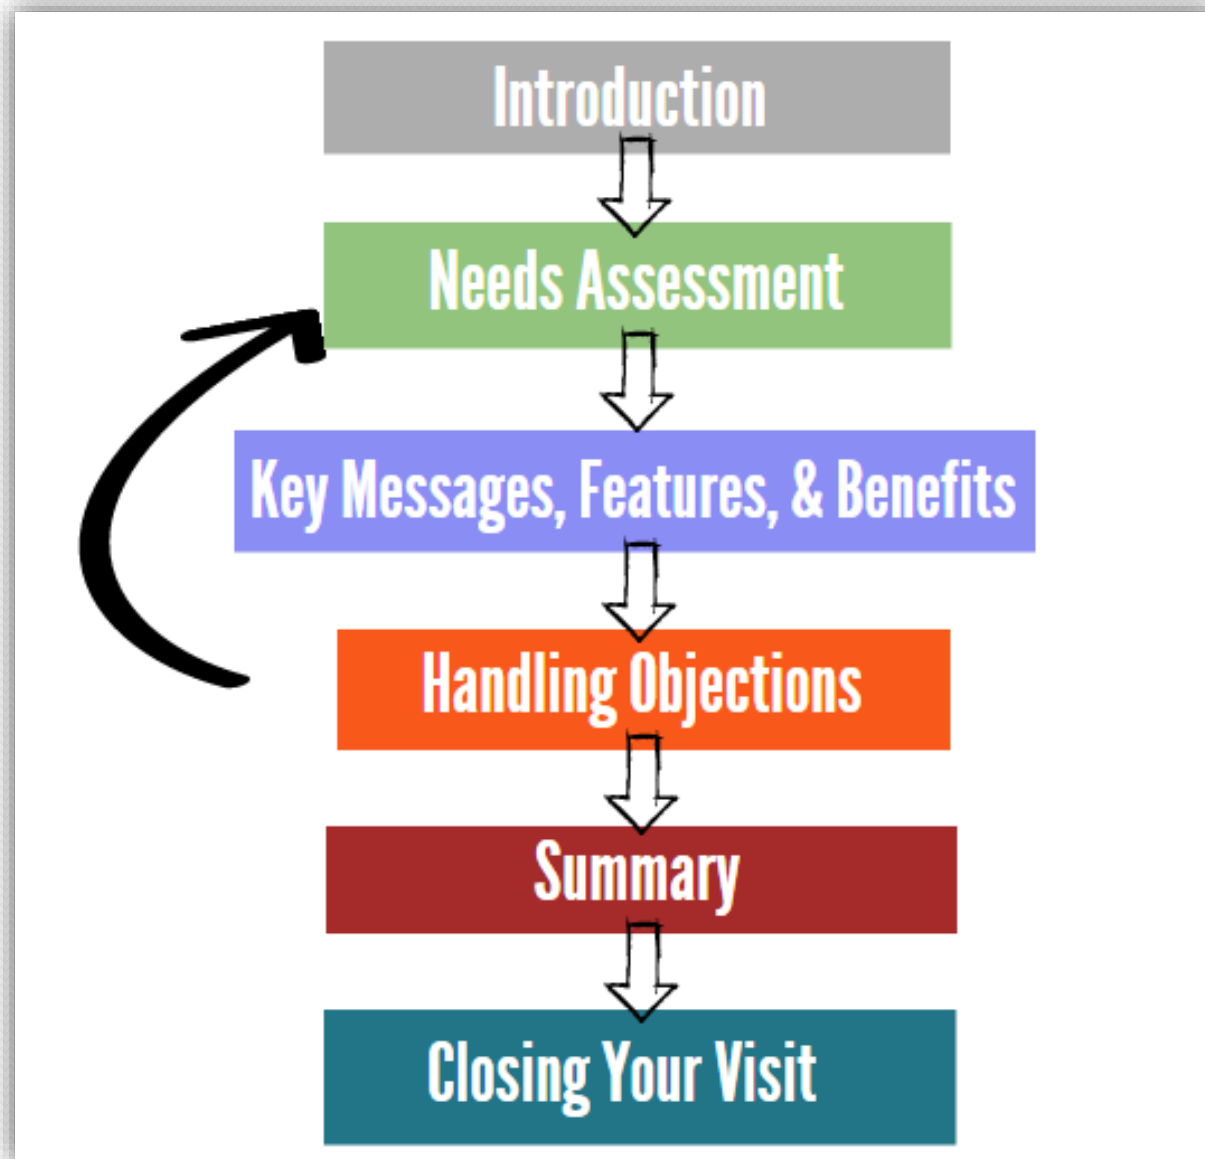 Introduction
Needs Assessment
Key Messages, Features, & Benefits
Handling Objections
Summary
Closing Your Visit